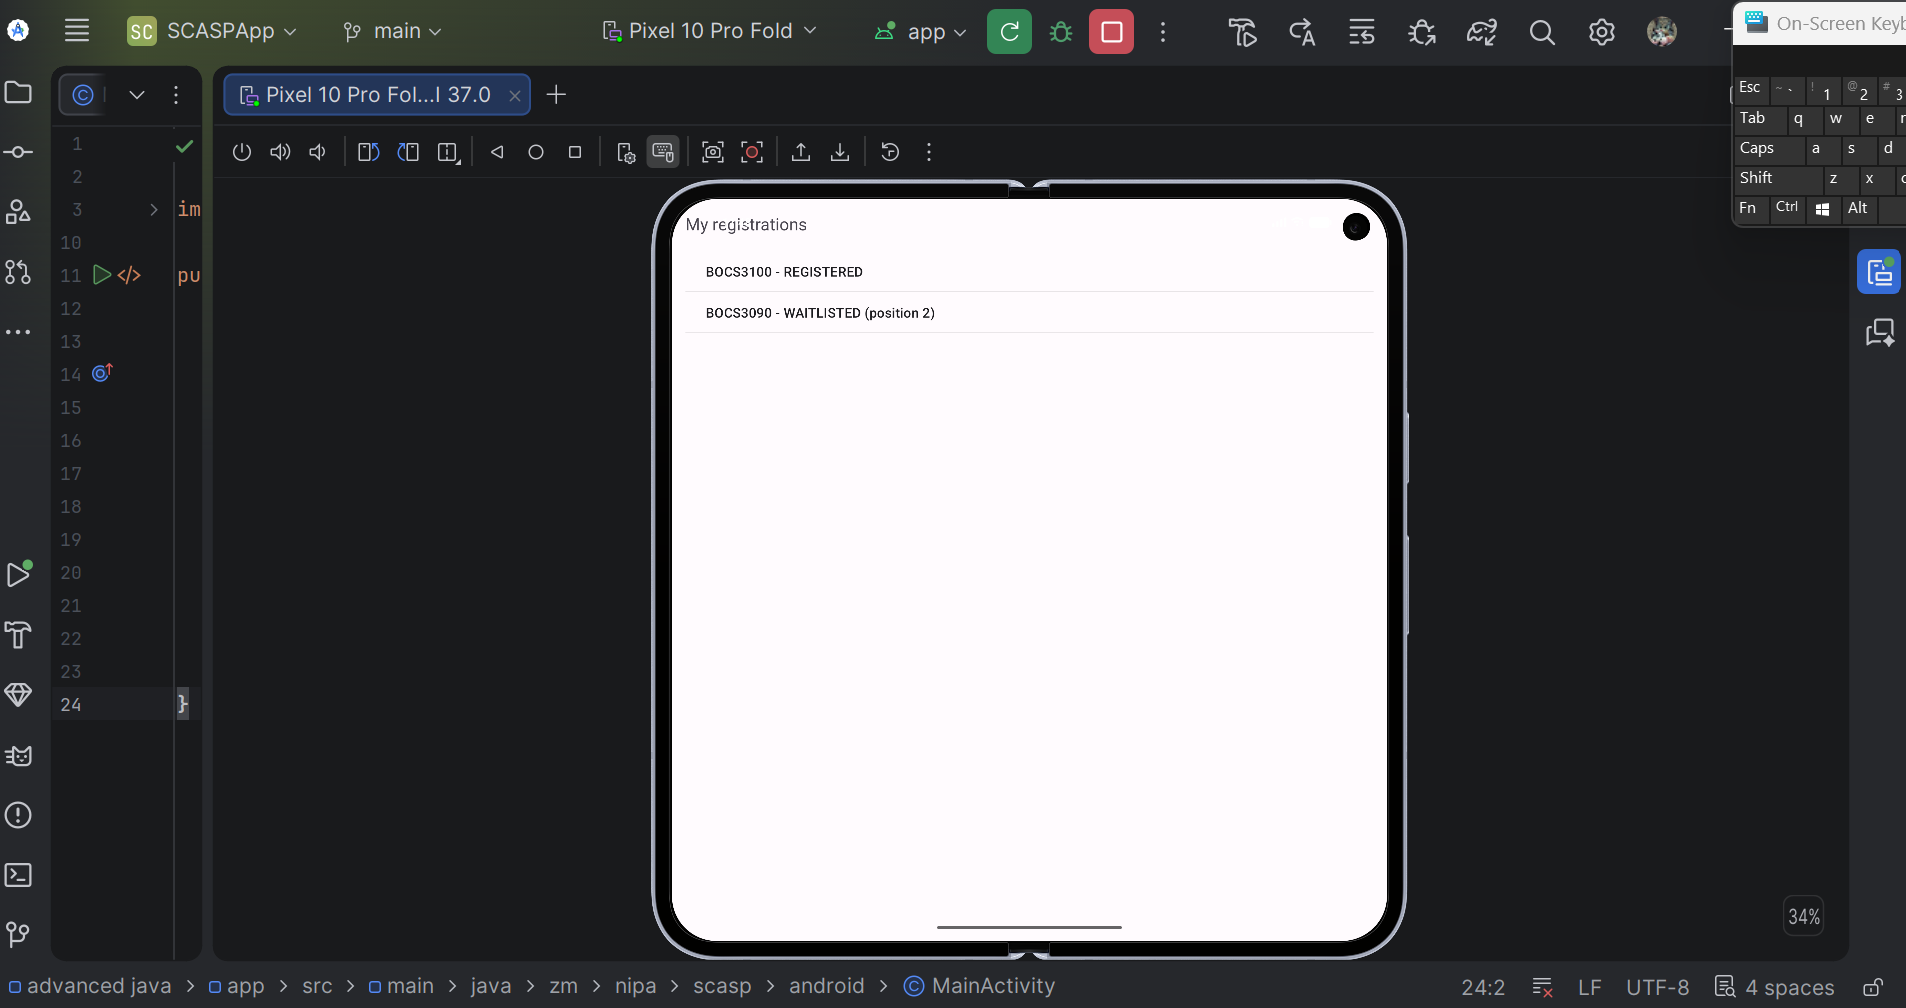 SC SCASPApp main Pixel 10 Pro Fold app
On-Screen Keyb
Pixel 10 Pro Fol...l 37.0
Esc ~ ` ! 1 @ 2 # 3
Tab q w e r
Caps a s d
Shift z x c
Fn Ctrl Alt
1
2
3 im
10
11 </> pu
12
13
14
15
16
17
18
19
20
21
22
23
24 }
My registrations
BOCS3100 - REGISTERED
BOCS3090 - WAITLISTED (position 2)
34%
advanced java > app > src > main > java > zm > nipa > scasp > android > MainActivity
24:2 LF UTF-8 4 spaces